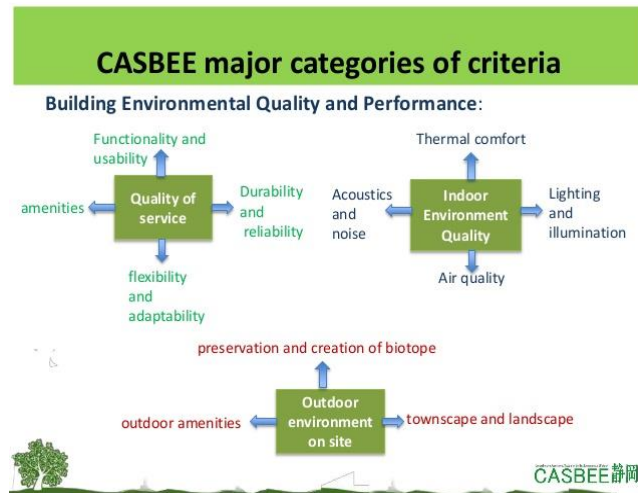 CASBEE major categories of criteria
Building Environmental Quality and Performance:
Functionality and
usability
amenities
Quality of
service
Durability
and
reliability
flexibility
and
adaptability
Thermal comfort
Acoustics
and
noise
Indoor
Environment
Quality
Lighting
and
illumination
Air quality
preservation and creation of biotope
outdoor amenities
Outdoor
environment
on site
townscape and landscape
CASBEE静岡